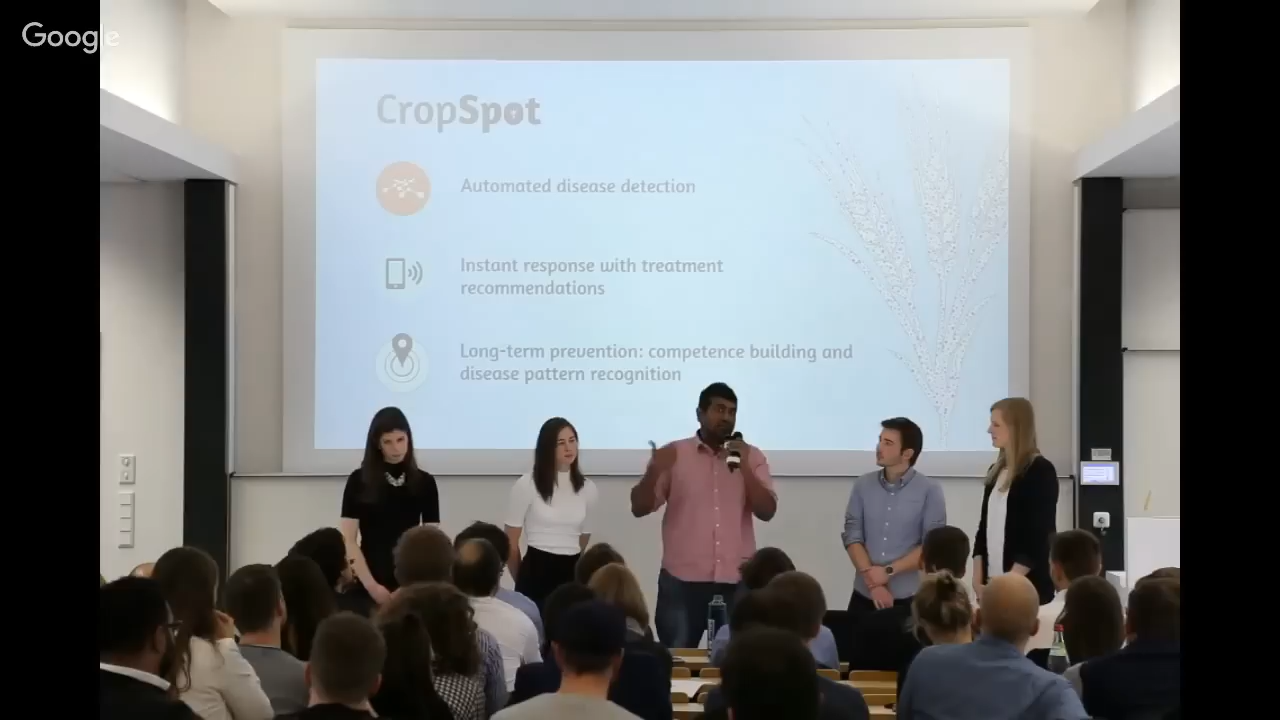 Google
CropSpot
Automated disease detection
Instant response with treatment
recommendations
Long-term prevention: competence building and
disease pattern recognition